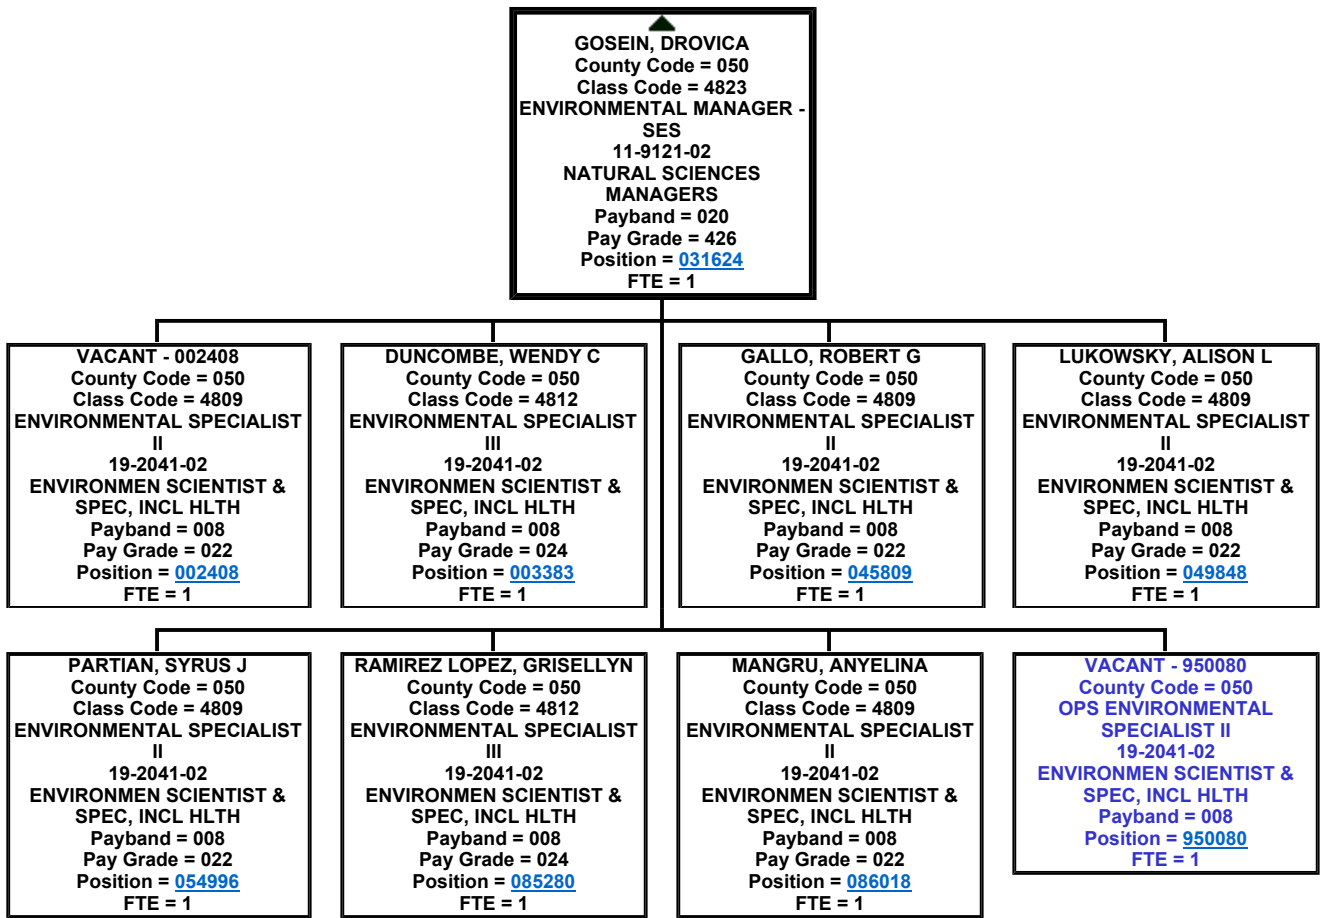 GOSEIN, DROVICA
County Code = 050
Class Code = 4823
ENVIRONMENTAL MANAGER -
SES
11-9121-02
NATURAL SCIENCES
MANAGERS
Payband = 020
Pay Grade = 426
Position = 031624
FTE = 1
VACANT - 002408
County Code = 050
Class Code = 4809
ENVIRONMENTAL SPECIALIST
II
19-2041-02
ENVIRONMEN SCIENTIST &
SPEC, INCL HLTH
Payband = 008
Pay Grade = 022
Position = 002408
FTE = 1
DUNCOMBE, WENDY C
County Code = 050
Class Code = 4812
ENVIRONMENTAL SPECIALIST
III
19-2041-02
ENVIRONMEN SCIENTIST &
SPEC, INCL HLTH
Payband = 008
Pay Grade = 024
Position = 003383
FTE = 1
GALLO, ROBERT G
County Code = 050
Class Code = 4809
ENVIRONMENTAL SPECIALIST
II
19-2041-02
ENVIRONMEN SCIENTIST &
SPEC, INCL HLTH
Payband = 008
Pay Grade = 022
Position = 045809
FTE = 1
LUKOWSKY, ALISON L
County Code = 050
Class Code = 4809
ENVIRONMENTAL SPECIALIST
II
19-2041-02
ENVIRONMEN SCIENTIST &
SPEC, INCL HLTH
Payband = 008
Pay Grade = 022
Position = 049848
FTE = 1
PARTIAN, SYRUS J
County Code = 050
Class Code = 4809
ENVIRONMENTAL SPECIALIST
II
19-2041-02
ENVIRONMEN SCIENTIST &
SPEC, INCL HLTH
Payband = 008
Pay Grade = 022
Position = 054996
FTE = 1
RAMIREZ LOPEZ, GRISELLYN
County Code = 050
Class Code = 4812
ENVIRONMENTAL SPECIALIST
III
19-2041-02
ENVIRONMEN SCIENTIST &
SPEC, INCL HLTH
Payband = 008
Pay Grade = 024
Position = 085280
FTE = 1
MANGRU, ANYELINA
County Code = 050
Class Code = 4809
ENVIRONMENTAL SPECIALIST
II
19-2041-02
ENVIRONMEN SCIENTIST &
SPEC, INCL HLTH
Payband = 008
Pay Grade = 022
Position = 086018
FTE = 1
VACANT - 950080
County Code = 050
OPS ENVIRONMENTAL
SPECIALIST II
19-2041-02
ENVIRONMEN SCIENTIST &
SPEC, INCL HLTH
Payband = 008
Position = 950080
FTE = 1